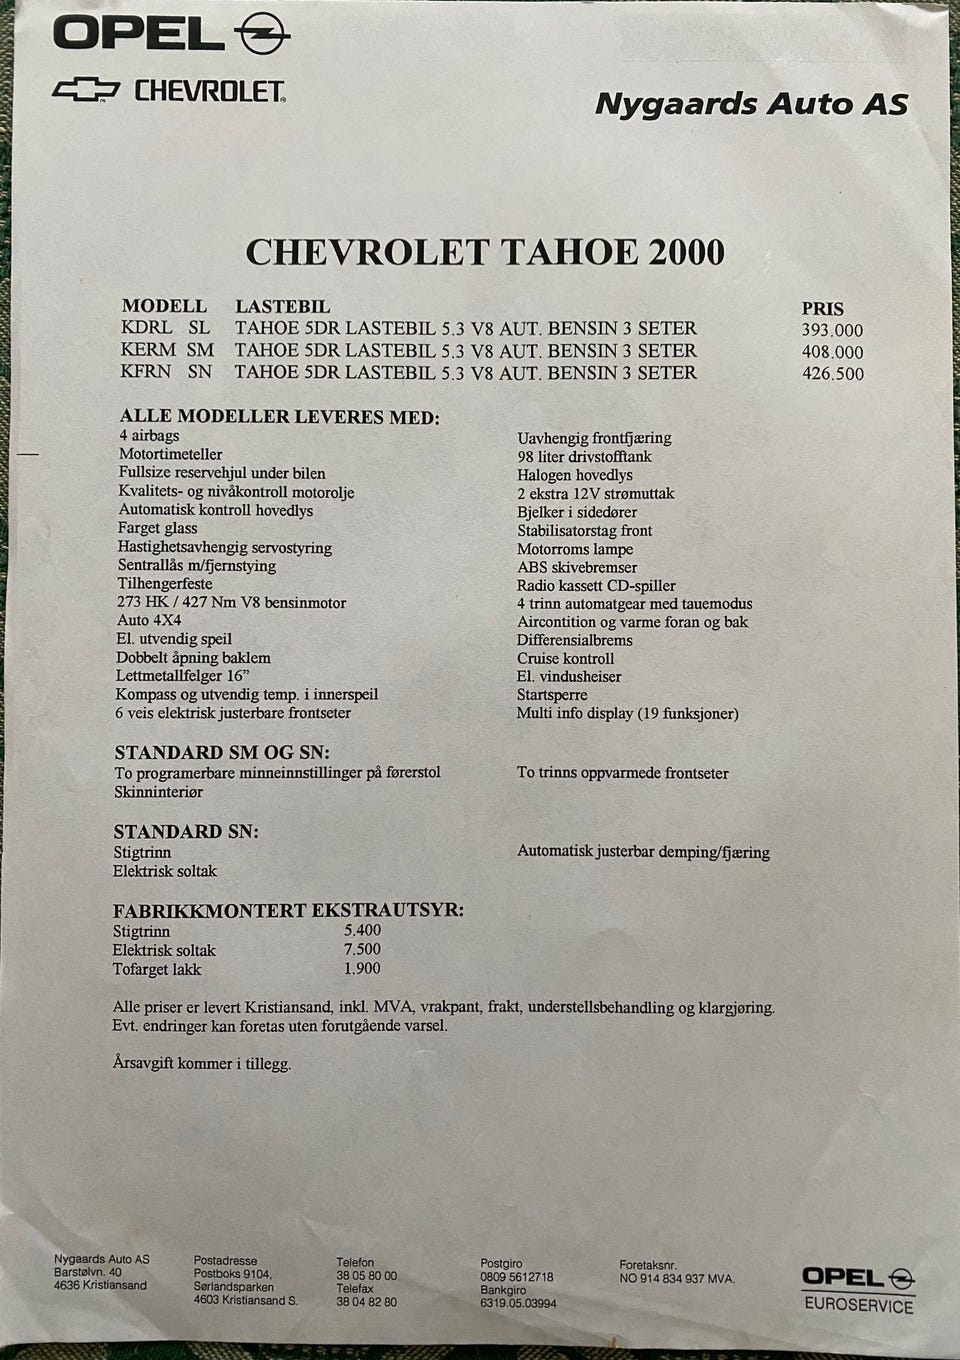 OPEL
CHEVROLET
Nygaards Auto AS
CHEVROLET TAHOE 2000
MODELL LASTEBIL PRIS
KDRL SL TAHOE 5DR LASTEBIL 5.3 V8 AUT. BENSIN 3 SETER 393.000
KERM SM TAHOE 5DR LASTEBIL 5.3 V8 AUT. BENSIN 3 SETER 408.000
KFRN SN TAHOE 5DR LASTEBIL 5.3 V8 AUT. BENSIN 3 SETER 426.500
ALLE MODELLER LEVERES MED:
4 airbags
Motortimeteller
Fullsize reservehjul under bilen
Kvalitets- og nivåkontroll motorolje
Automatisk kontroll hovedlys
Farget glass
Hastighetsavhengig servostyring
Sentrallås m/fjernstying
Tilhengerfeste
273 HK / 427 Nm V8 bensinmotor
Auto 4X4
El. utvendig speil
Dobbelt åpning baklem
Lettmetallfelger 16”
Kompass og utvendig temp. i innerspeil
6 veis elektrisk justerbare frontseter
Uavhengig frontfjæring
98 liter drivstofftank
Halogen hovedlys
2 ekstra 12V strømuttak
Bjelker i sidedører
Stabilisatorstag front
Motorroms lampe
ABS skivebremser
Radio kassett CD-spiller
4 trinn automatgear med tauemodus
Aircontition og varme foran og bak
Differensialbrems
Cruise kontroll
El. vindusheiser
Startsperre
Multi info display (19 funksjoner)
STANDARD SM OG SN:
To programerbare minneinnstillinger på førerstol
Skinninteriør
To trinns oppvarmede frontseter
STANDARD SN:
Stigtrinn
Elektrisk soltak
Automatisk justerbar demping/fjæring
FABRIKKMONTERT EKSTRAUTSYR:
Stigtrinn 5.400
Elektrisk soltak 7.500
Tofarget lakk 1.900
Alle priser er levert Kristiansand, inkl. MVA, vrakpant, frakt, understellsbehandling og klargjøring.
Evt. endringer kan foretas uten forutgående varsel.
Årsavgift kommer i tillegg.
Nygaards Auto AS
Barstølvn. 40
4636 Kristiansand
Postadresse
Postboks 9104,
Sørlandsparken
4603 Kristiansand S.
Telefon
38 05 80 00
Telefax
38 04 82 80
Postgiro
0809 5612718
Bankgiro
6319.05.03994
Foretaksnr.
NO 914 834 937 MVA.
OPEL
EUROSERVICE